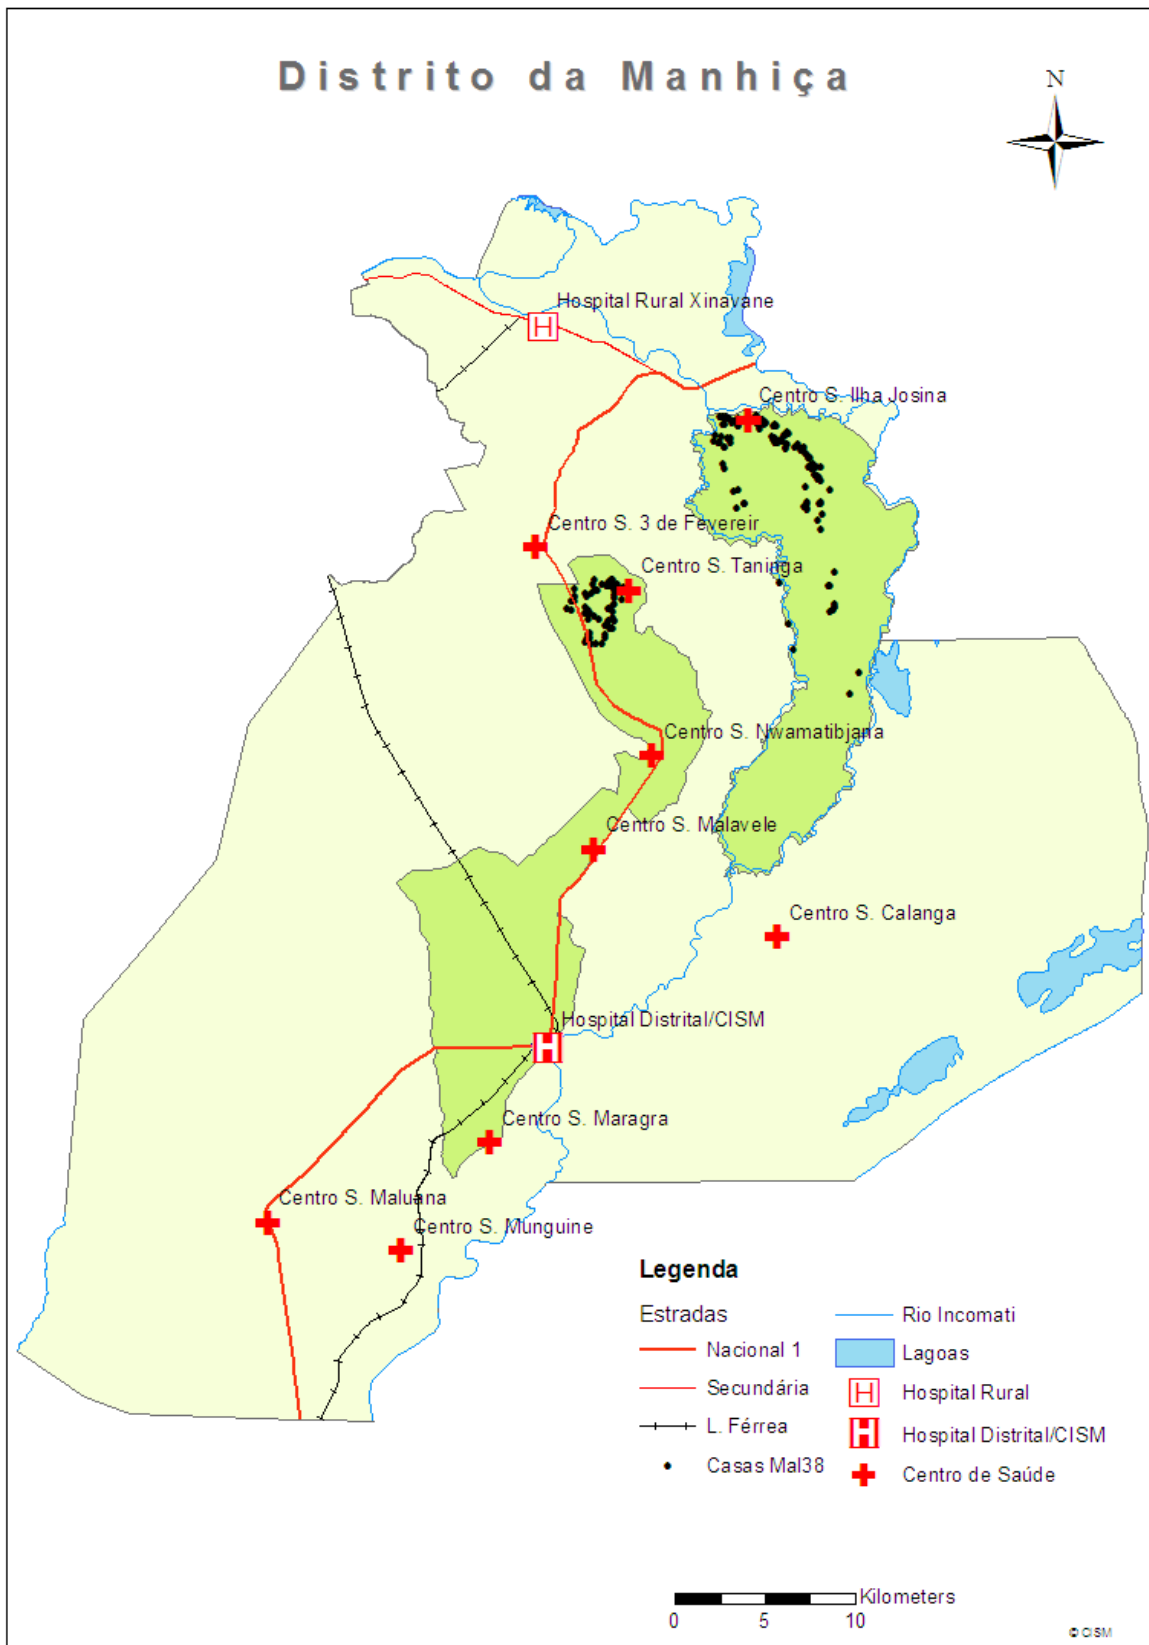 Distrito da Manhiça
N
Hospital Rural Xinavane
Centro S. Ilha Josina
Centro S. 3 de Fevereir
Centro S. Taninga
Centro S. Nwamatibjana
Centro S. Malavele
Centro S. Calanga
Hospital Distrital/CISM
Centro S. Maragra
Centro S. Maluana
Centro S. Munguine
Legenda
Estradas
Nacional 1
Secundária
L. Férrea
Casas Mal38
Rio Incomati
Lagoas
H Hospital Rural
H Hospital Distrital/CISM
Centro de Saúde
Kilometers
0 5 10
© CISM